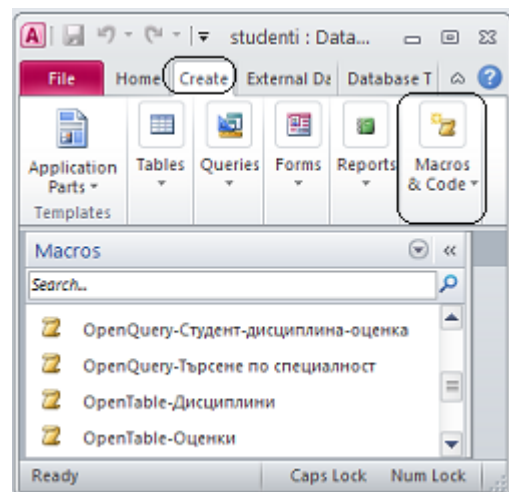 A studenti : Data...
File Home Create External Da Database T
Application Parts Tables Queries Forms Reports Macros & Code
Templates
Macros
Search...
OpenQuery-Студент-дисциплина-оценка
OpenQuery-Търсене по специалност
OpenTable-Дисциплини
OpenTable-Оценки
Ready Caps Lock Num Lock